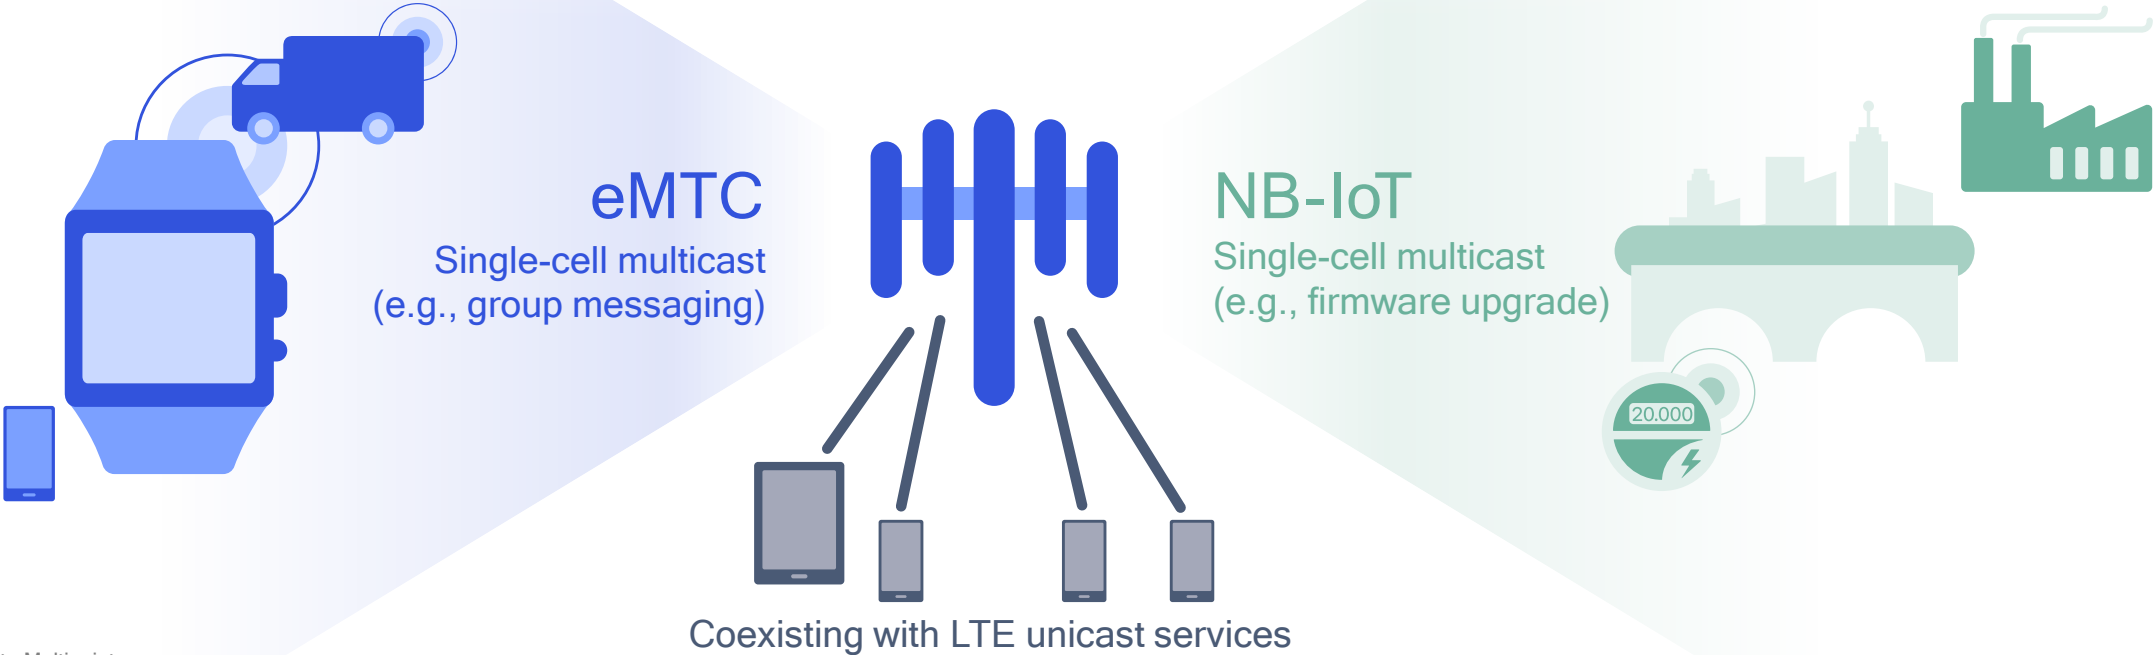 eMTC
Single-cell multicast
(e.g., group messaging)
NB-IoT
Single-cell multicast
(e.g., firmware upgrade)
20.000
Coexisting with LTE unicast services